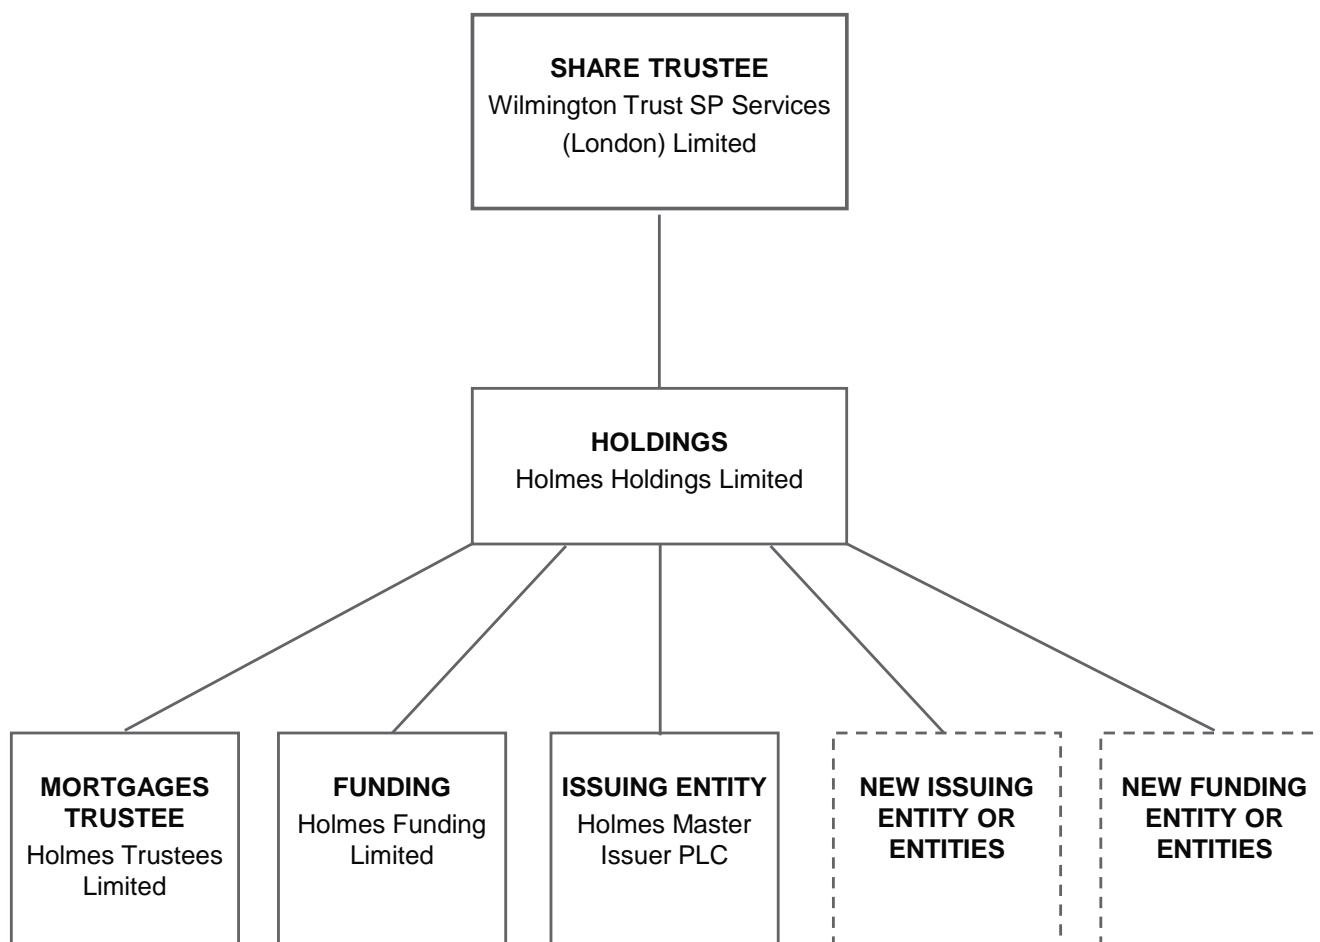 SHARE TRUSTEE
Wilmington Trust SP Services
(London) Limited
HOLDINGS
Holmes Holdings Limited
MORTGAGES
TRUSTEE
Holmes Trustees
Limited
FUNDING
Holmes Funding
Limited
ISSUING ENTITY
Holmes Master
Issuer PLC
NEW ISSUING
ENTITY OR
ENTITIES
NEW FUNDING
ENTITY OR
ENTITIES